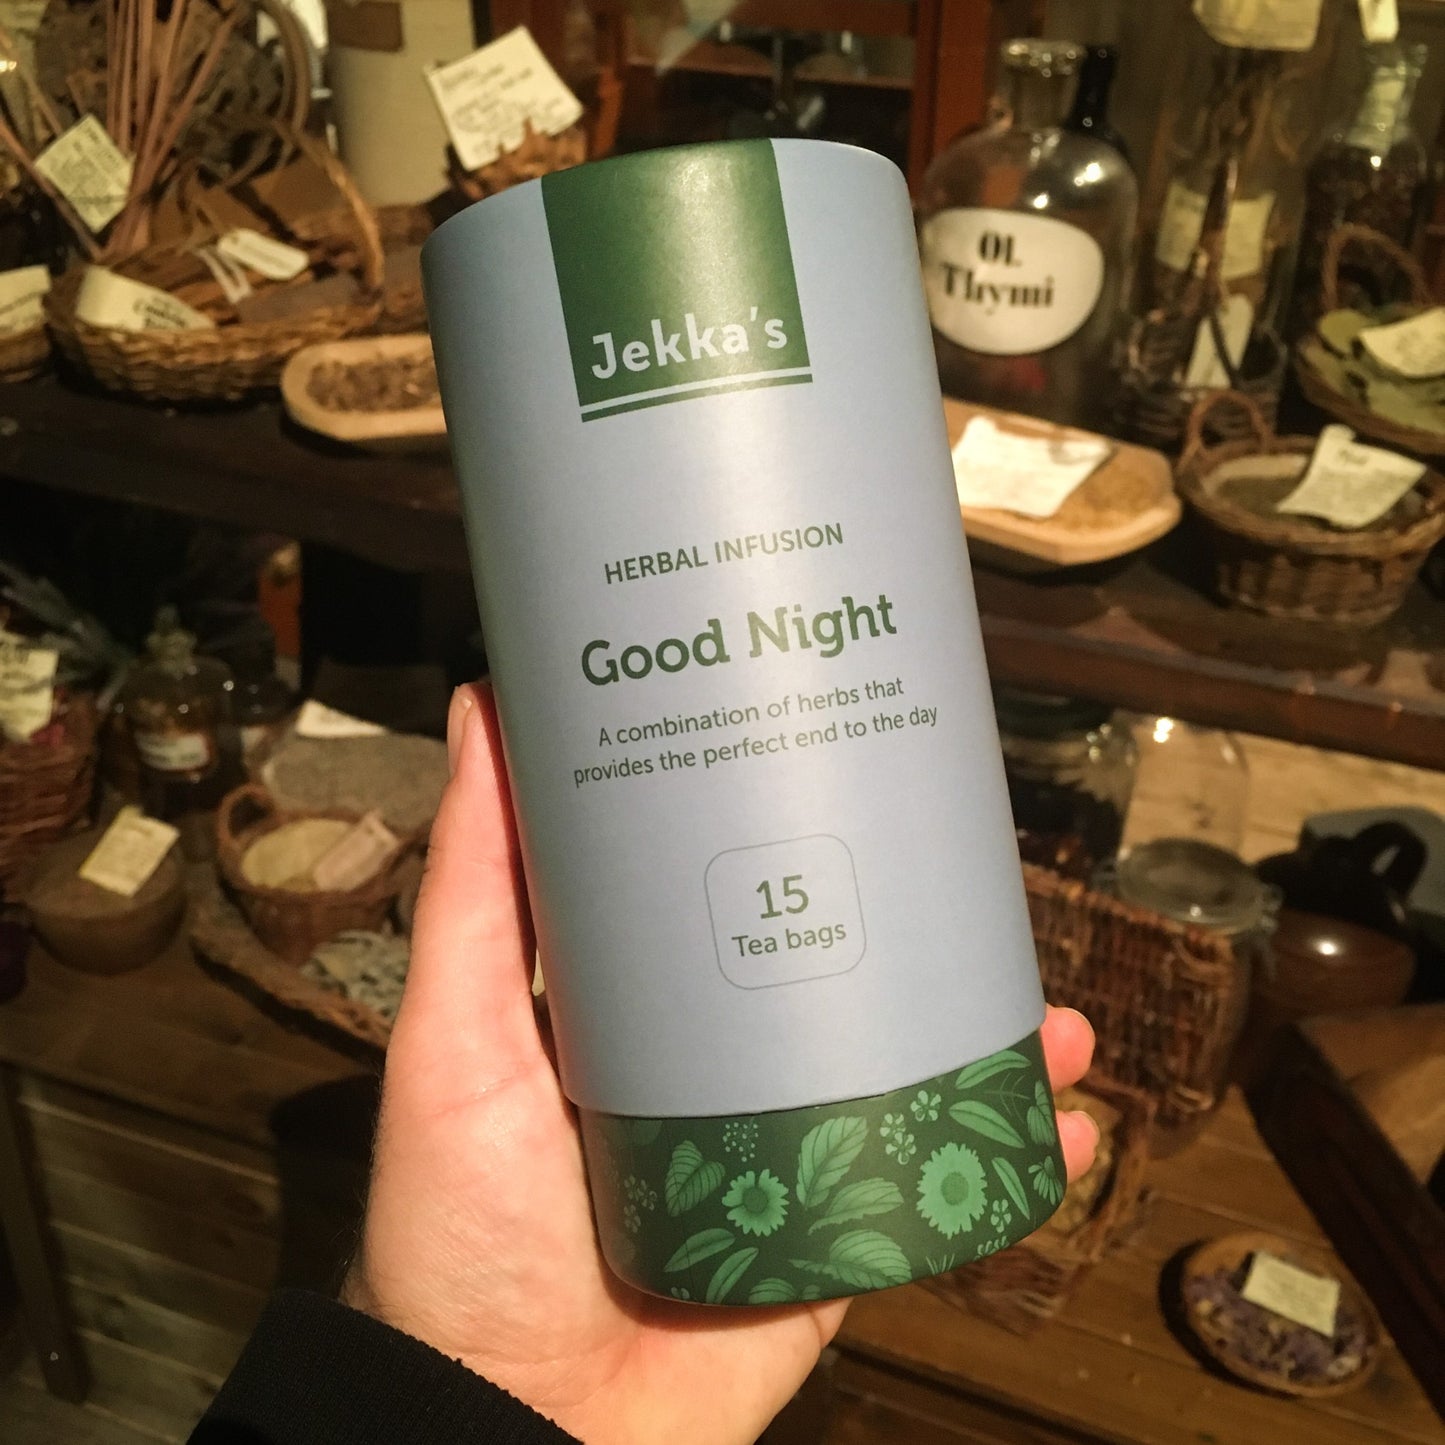 Jekka's
HERBAL INFUSION
Good Night
A combination of herbs that
provides the perfect end to the day
15
Tea bags
Ol.
Thymi